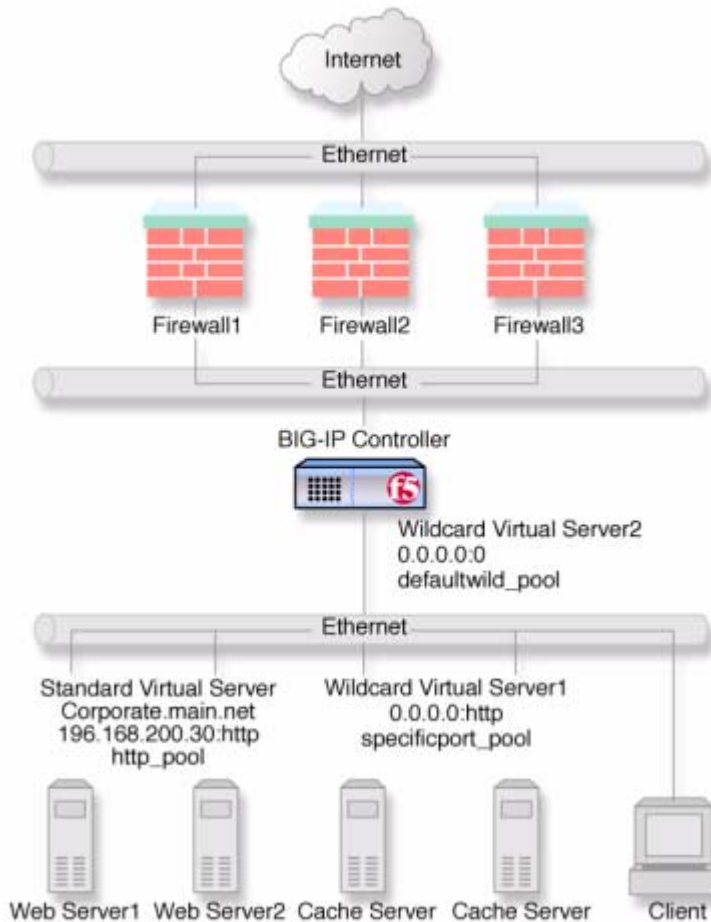 Internet
Ethernet
Firewall1
Firewall2
Firewall3
Ethernet
BIG-IP Controller
f5
Wildcard Virtual Server2
0.0.0.0:0
defaultwild_pool
Ethernet
Standard Virtual Server
Corporate.main.net
196.168.200.30:http
http_pool
Wildcard Virtual Server1
0.0.0.0:http
specificport_pool
Web Server1
Web Server2
Cache Server
Cache Server
Client